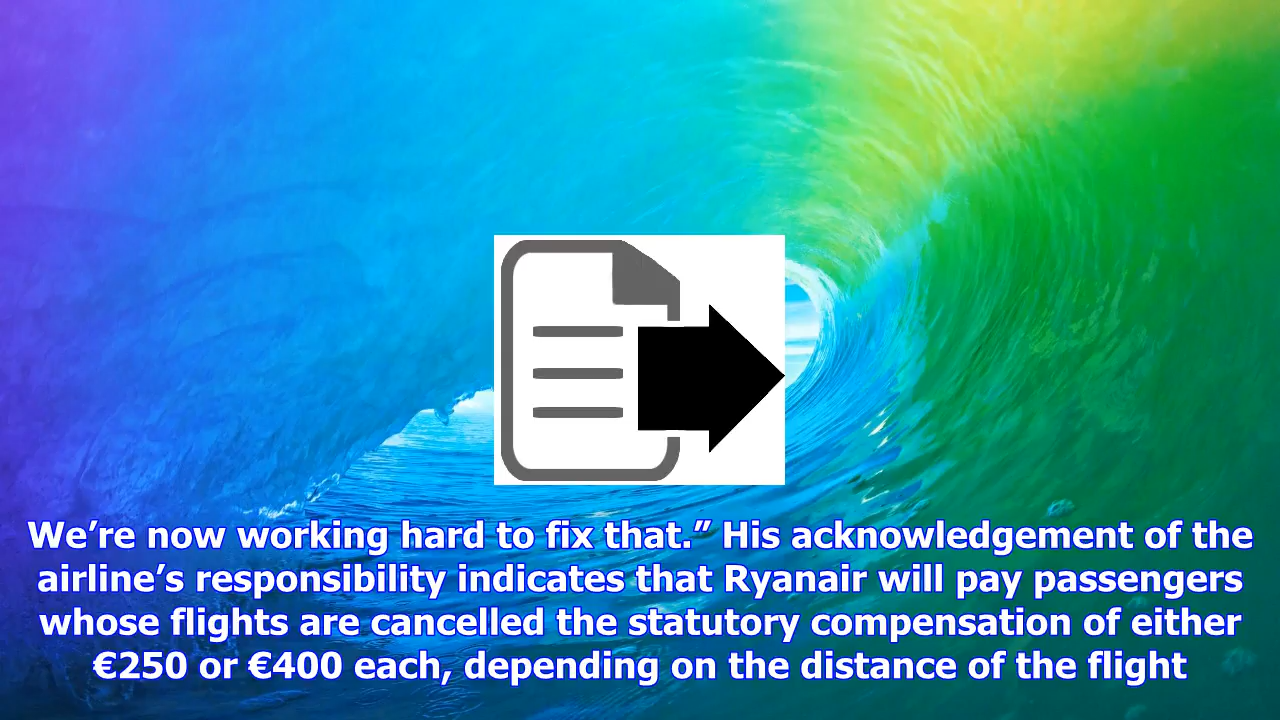 We’re now working hard to fix that.” His acknowledgement of the
airline’s responsibility indicates that Ryanair will pay passengers
whose flights are cancelled the statutory compensation of either
€250 or €400 each, depending on the distance of the flight